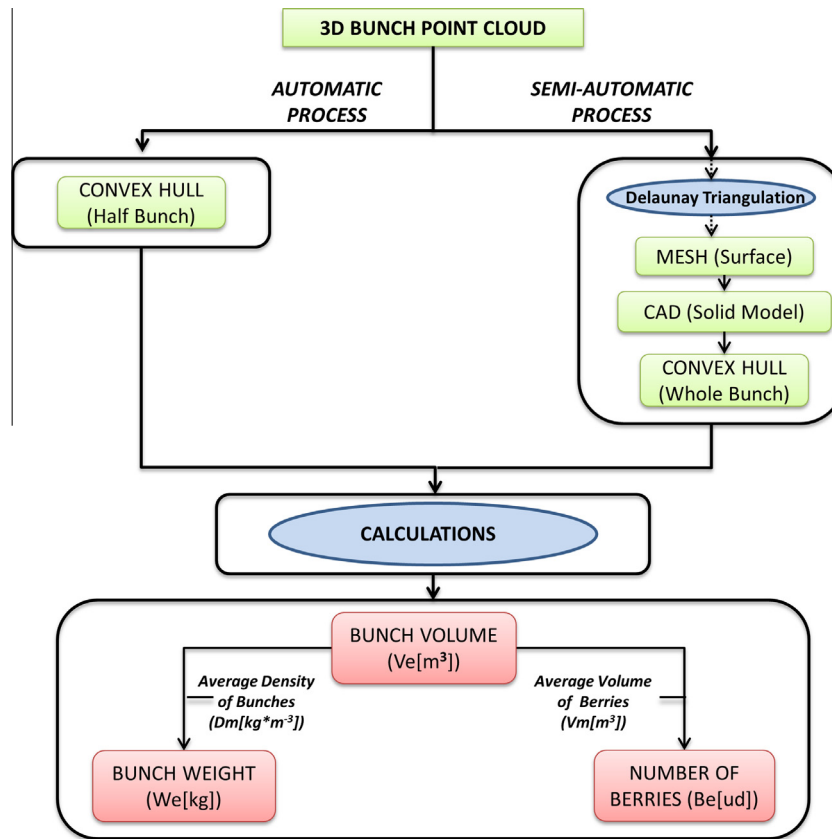 3D BUNCH POINT CLOUD
AUTOMATIC
PROCESS
SEMI-AUTOMATIC
PROCESS
CONVEX HULL
(Half Bunch)
Delaunay Triangulation
MESH (Surface)
CAD (Solid Model)
CONVEX HULL
(Whole Bunch)
CALCULATIONS
BUNCH VOLUME
(Ve[m³])
Average Density
of Bunches
(Dm[kg*m⁻³])
Average Volume
of Berries
(Vm[m³])
BUNCH WEIGHT
(We[kg])
NUMBER OF
BERRIES (Be[ud])